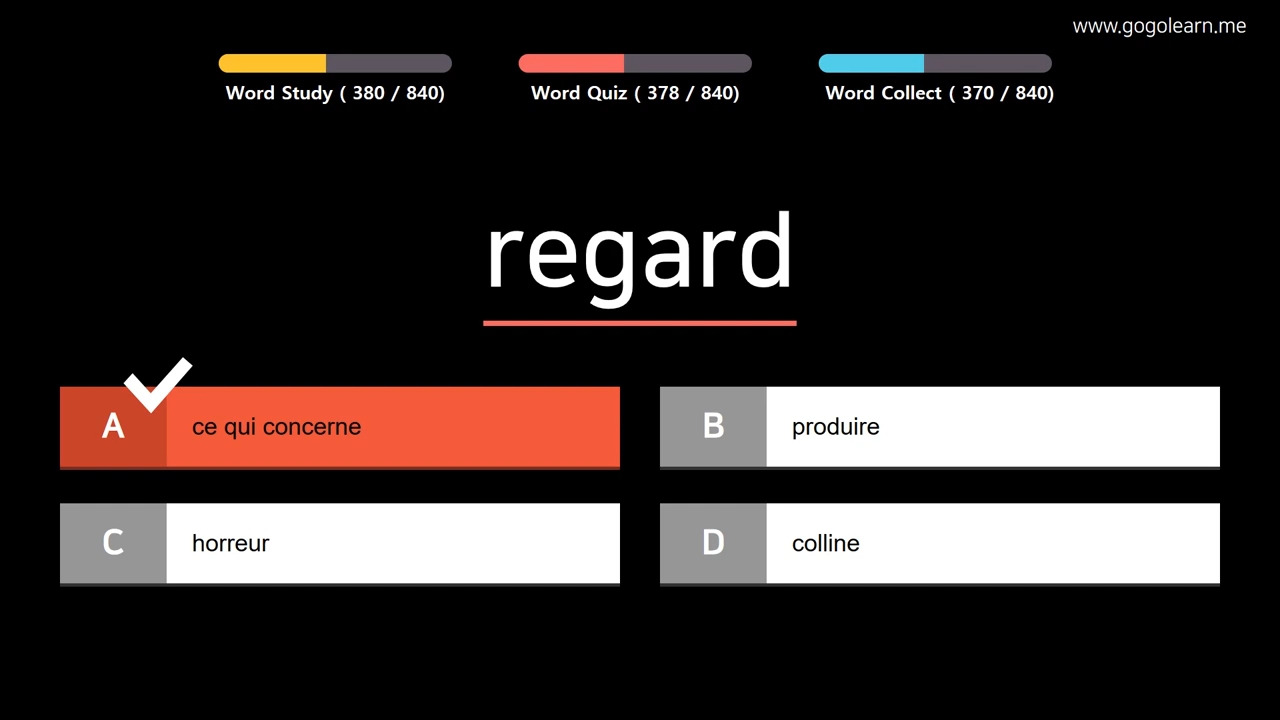 www.gogolearn.me
Word Study ( 380 / 840)
Word Quiz ( 378 / 840)
Word Collect ( 370 / 840)
regard
A ce qui concerne
B produire
C horreur
D colline